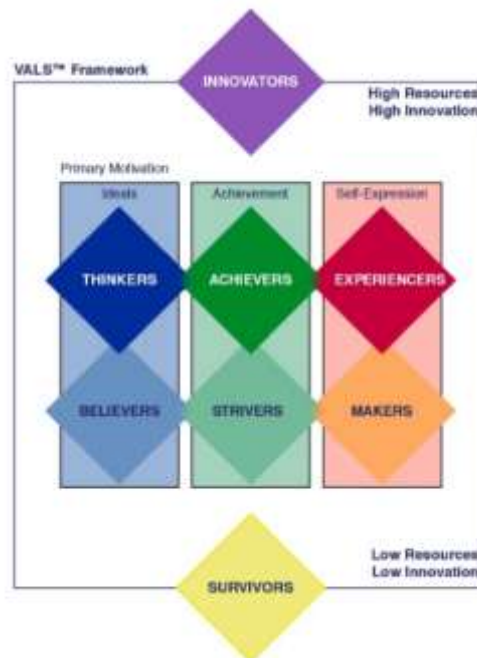 VALS™ Framework
INNOVATORS
High Resources
High Innovation
Primary Motivation
Ideals
Achievement
Self-Expression
THINKERS
ACHIEVERS
EXPERIENCERS
BELIEVERS
STRIVERS
MAKERS
Low Resources
Low Innovation
SURVIVORS